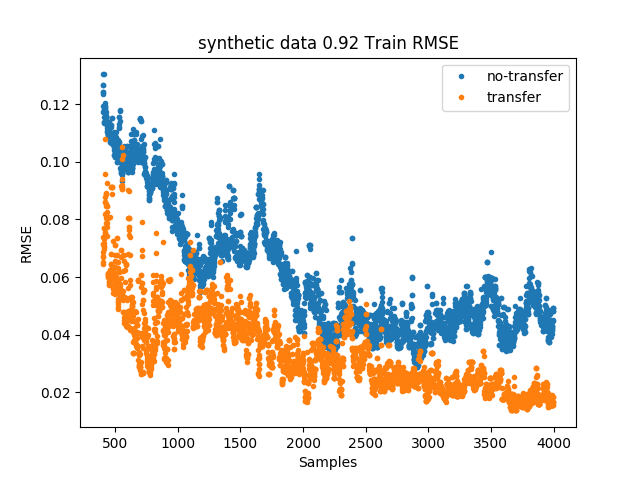 synthetic data 0.92 Train RMSE
no-transfer
transfer
RMSE
0.12
0.10
0.08
0.06
0.04
0.02
500 1000 1500 2000 2500 3000 3500 4000
Samples